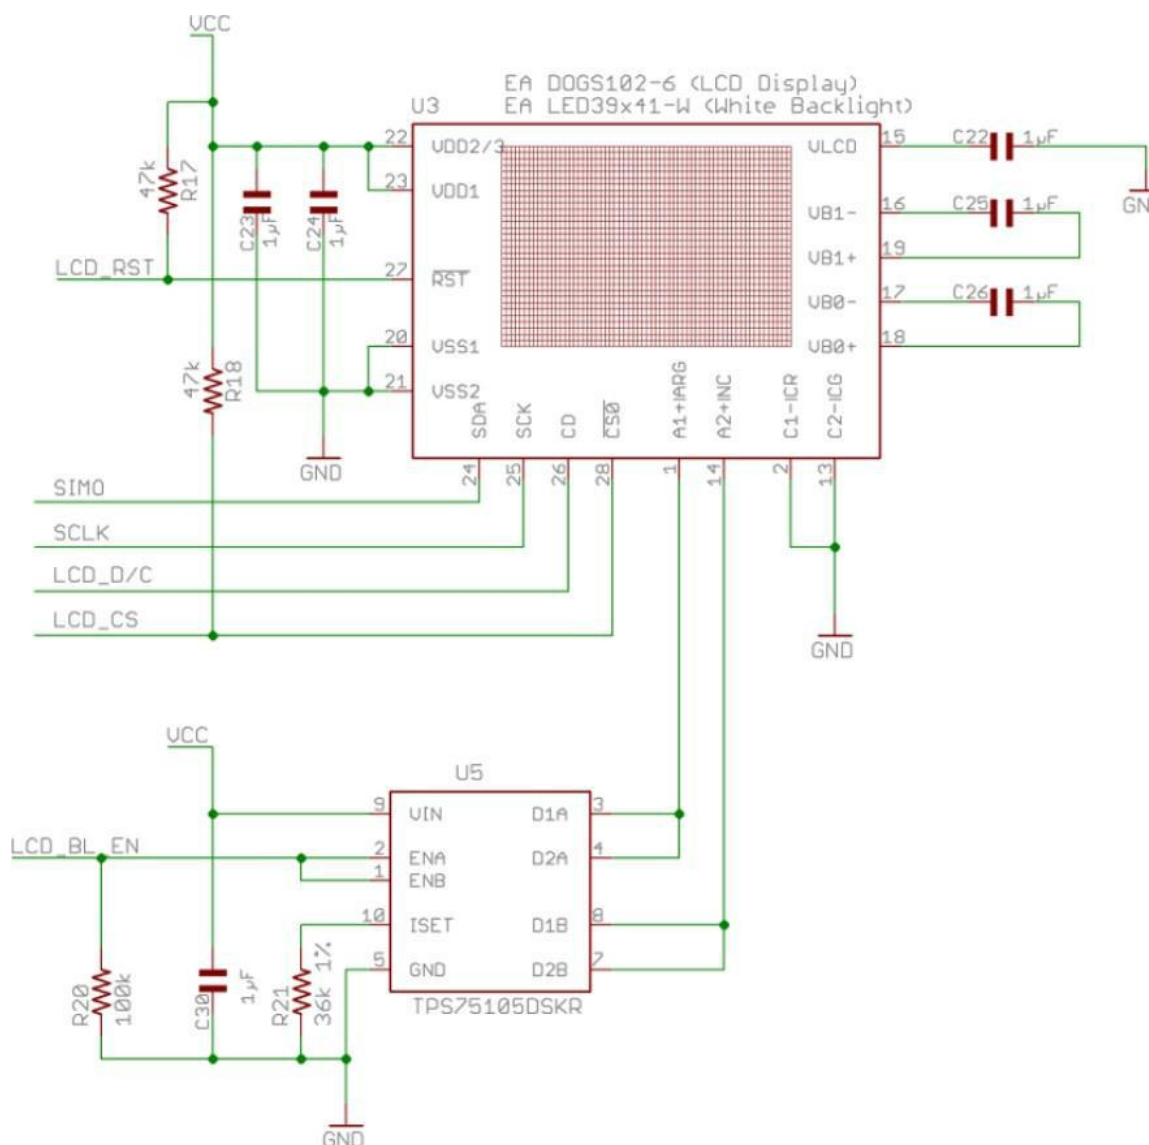 VCC
EA DOGS102-6 (LCD Display)
EA LED39x41-W (White Backlight)
U3
22 VDD2/3 VLCD 15 C22 1µF
23 VDD1
47k R17
C23 1µF
C24 1µF
VB1- 16 C25 1µF
GN
LCD_RST 27 RST VB1+ 19
VB0- 17 C26 1µF
20 VSS1 VB0+ 18
47k R18
21 VSS2
SDA SCK CD CS0 A1+IARG A2+INC C1-ICR C2-ICG
GND
24 25 26 28 1 14 2 13
SIMO
SCLK
LCD_D/C
LCD_CS
GND
VCC
U5
9 VIN D1A 3
LCD_BL_EN
2 ENA D2A 4
1 ENB
10 ISET D1B 8
5 GND D2B 7
R20 100k
C30 1µF
R21 36k 1%
TPS75105DSKR
GND